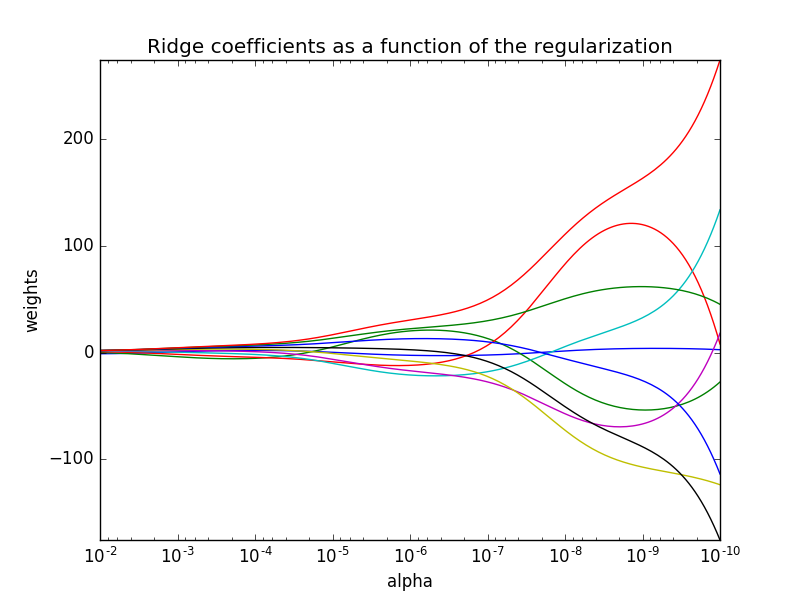 Ridge coefficients as a function of the regularization
200
100
0
−100
weights
10^-2 10^-3 10^-4 10^-5 10^-6 10^-7 10^-8 10^-9 10^-10
alpha